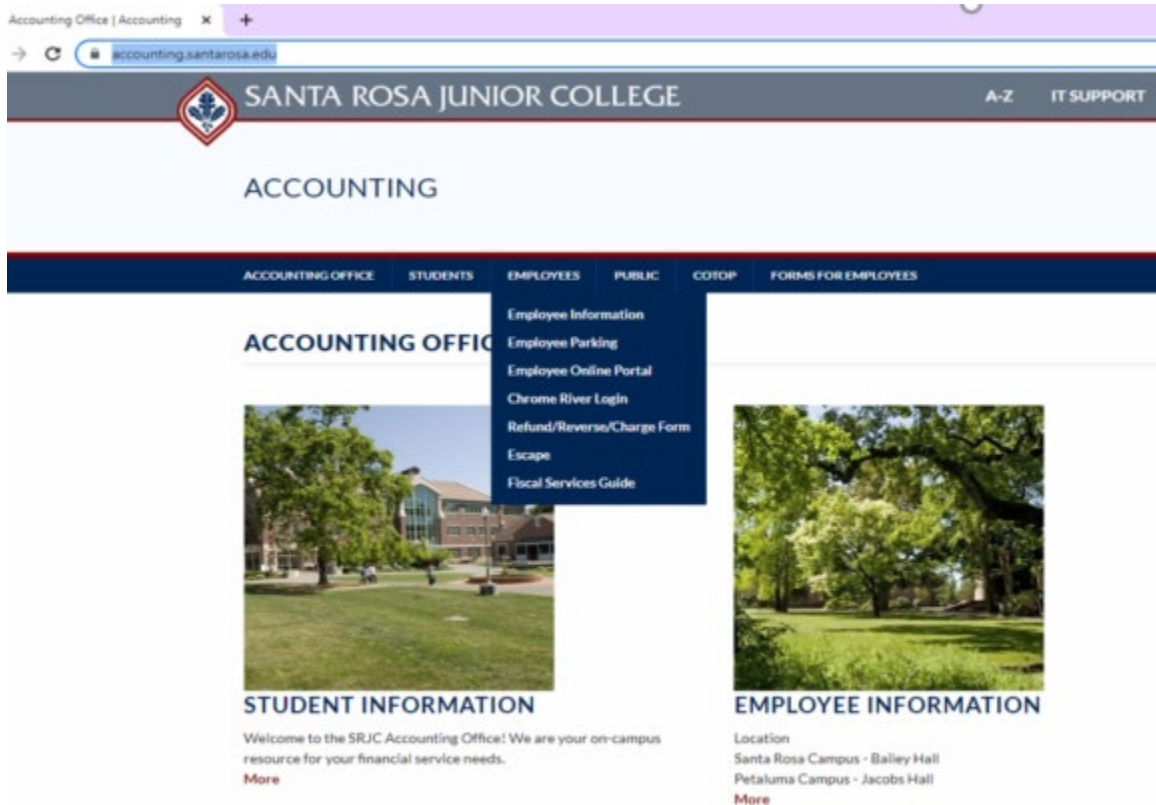 Accounting Office | Accounting
accounting.santarosa.edu
SANTA ROSA JUNIOR COLLEGE
A-Z IT SUPPORT
ACCOUNTING
ACCOUNTING OFFICE STUDENTS EMPLOYEES PUBLIC COTOP FORMS FOR EMPLOYEES
Employee Information
Employee Parking
Employee Online Portal
Chrome River Login
Refund/Reverse/Charge Form
Escape
Fiscal Services Guide
ACCOUNTING OFFIC
STUDENT INFORMATION
Welcome to the SRJC Accounting Office! We are your on-campus
resource for your financial service needs.
More
EMPLOYEE INFORMATION
Location
Santa Rosa Campus - Bailey Hall
Petaluma Campus - Jacobs Hall
More